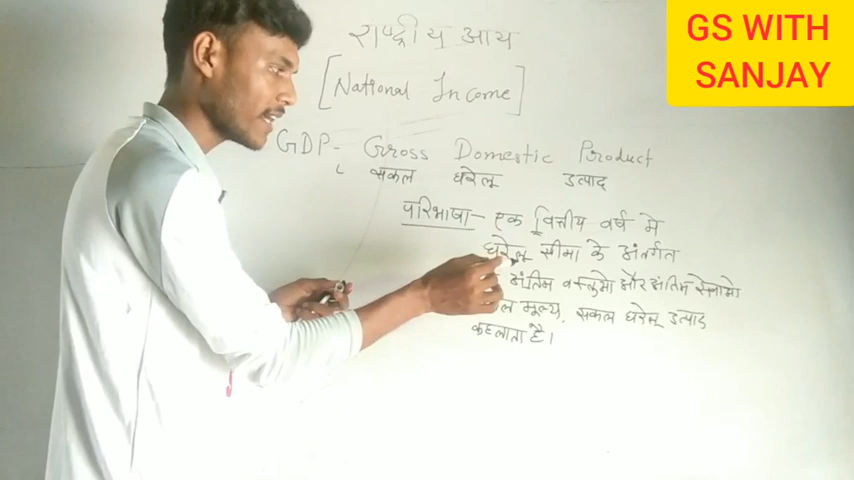 GS WITH
SANJAY
राष्ट्रीय आय
[National Income]
GDP- Gross Domestic Product
सकल घरेलू उत्पाद
परिभाषा- एक वित्तीय वर्ष मे
घरेलू सीमा के अंतर्गत
अंतिम वस्तुओ और अंतिम सेवाओ
मूल्य, सकल घरेलू उत्पाद
कहलाता है।